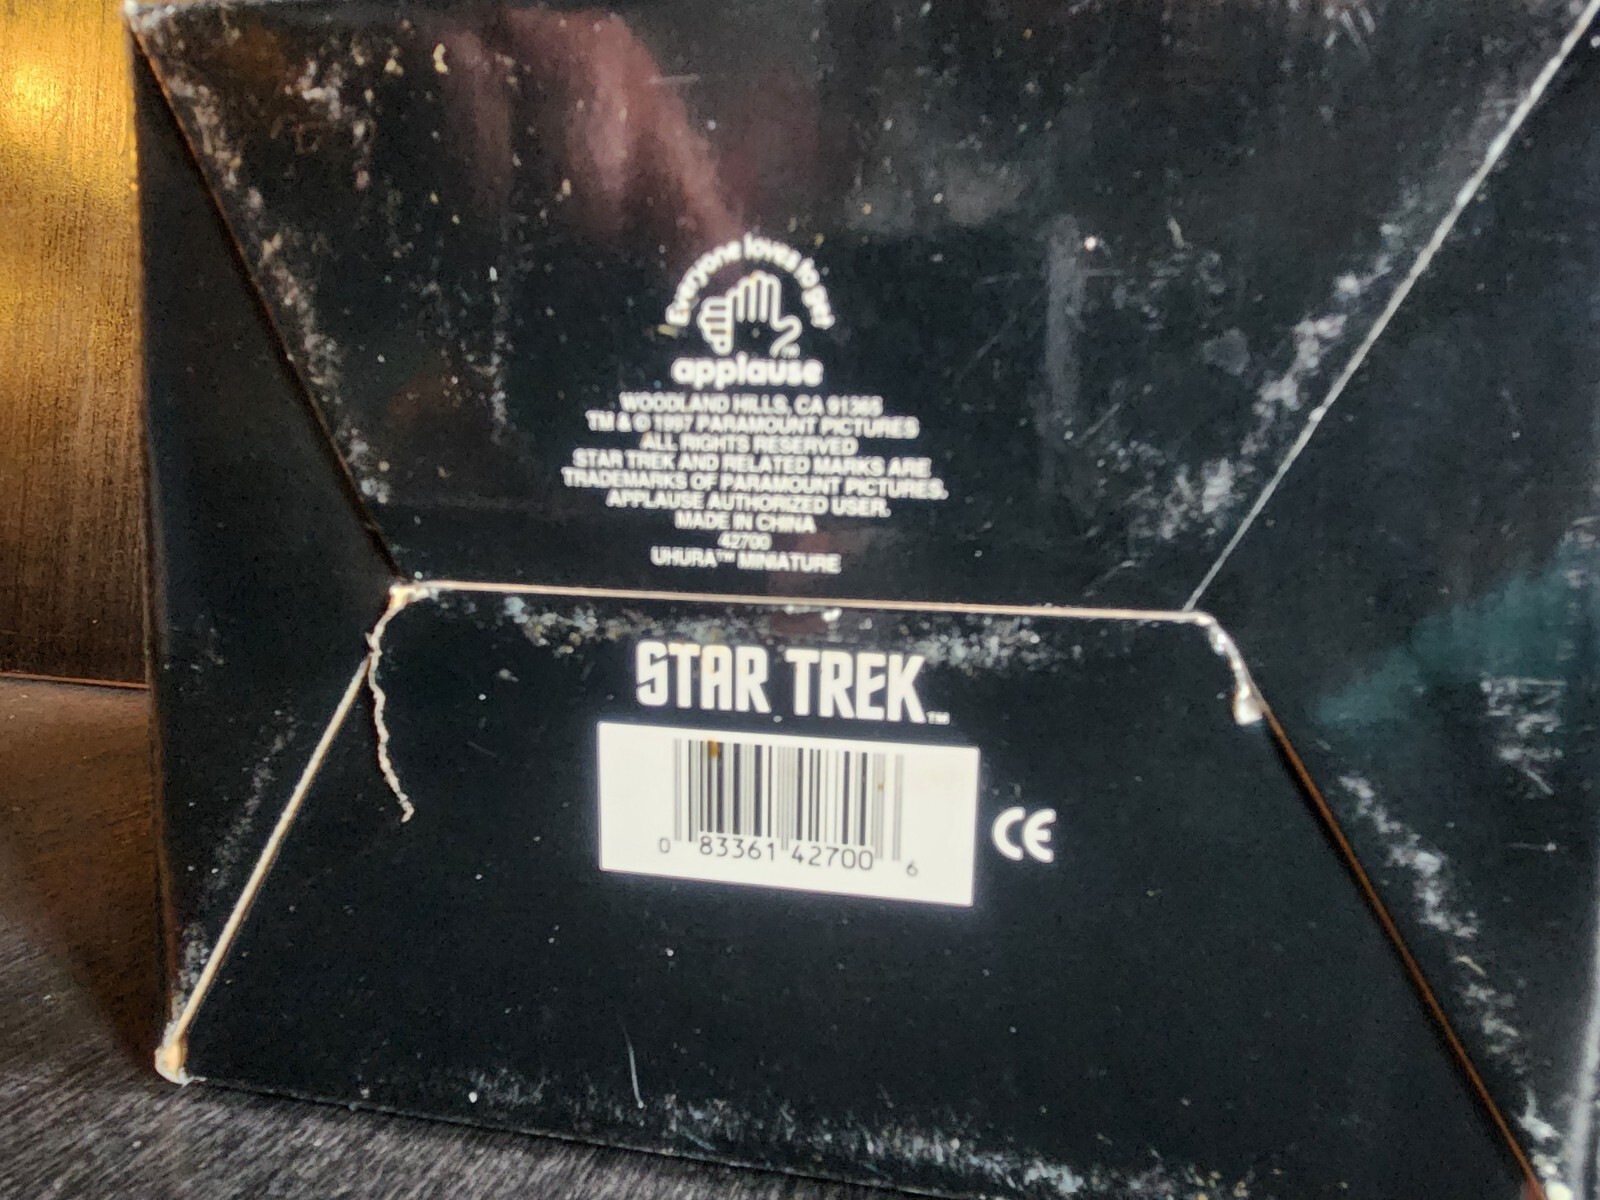 Everyone loves to get
applause
WOODLAND HILLS, CA 91365
TM & © 1997 PARAMOUNT PICTURES
ALL RIGHTS RESERVED
STAR TREK AND RELATED MARKS ARE
TRADEMARKS OF PARAMOUNT PICTURES.
APPLAUSE AUTHORIZED USER.
MADE IN CHINA
42700
UHURA™ MINIATURE
STAR TREK™
0 83361 42700 6
CE